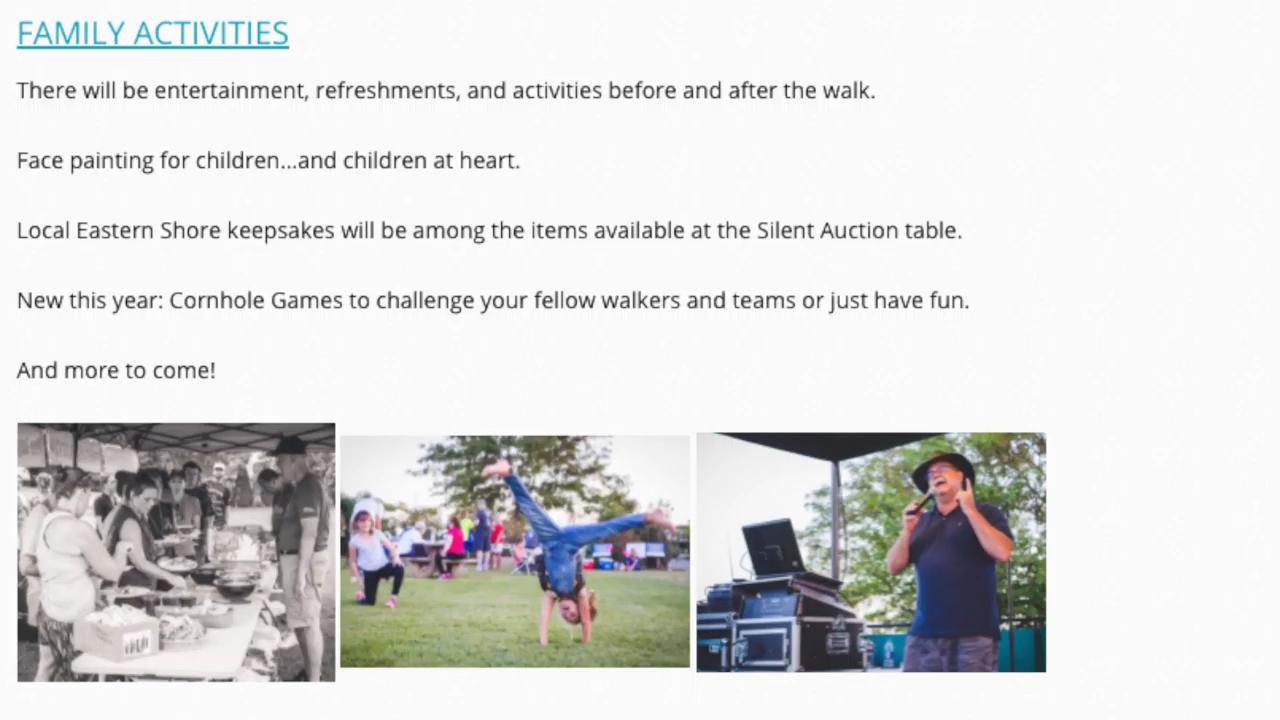 FAMILY ACTIVITIES
There will be entertainment, refreshments, and activities before and after the walk.
Face painting for children...and children at heart.
Local Eastern Shore keepsakes will be among the items available at the Silent Auction table.
New this year: Cornhole Games to challenge your fellow walkers and teams or just have fun.
And more to come!